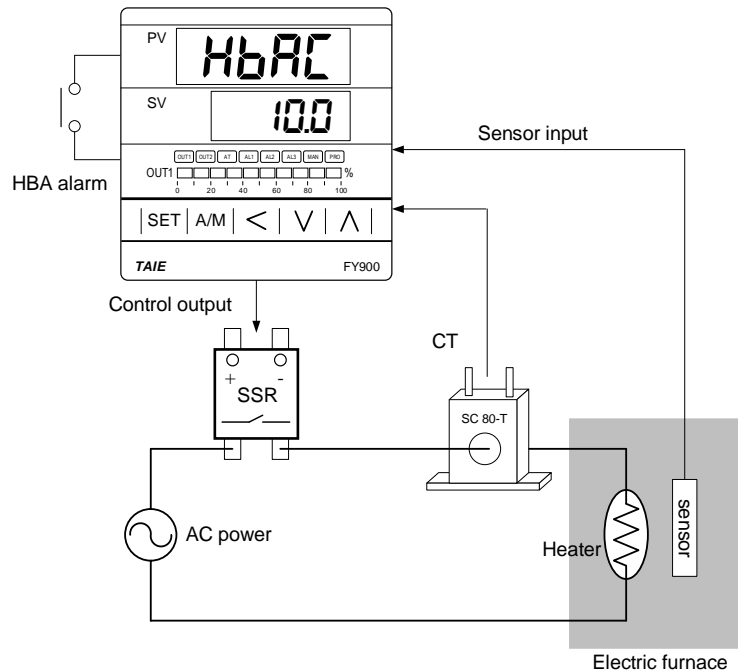 PV
HbAC
SV
10.0
OUT1 OUT2 AT AL1 AL2 AL3 MAN PRO
OUT1 %
0 20 40 60 80 100
SET A/M < ∨ ∧
TAIE FY900
HBA alarm
Sensor input
Control output
CT
+ -
SSR
SC 80-T
AC power
Heater
sensor
Electric furnace